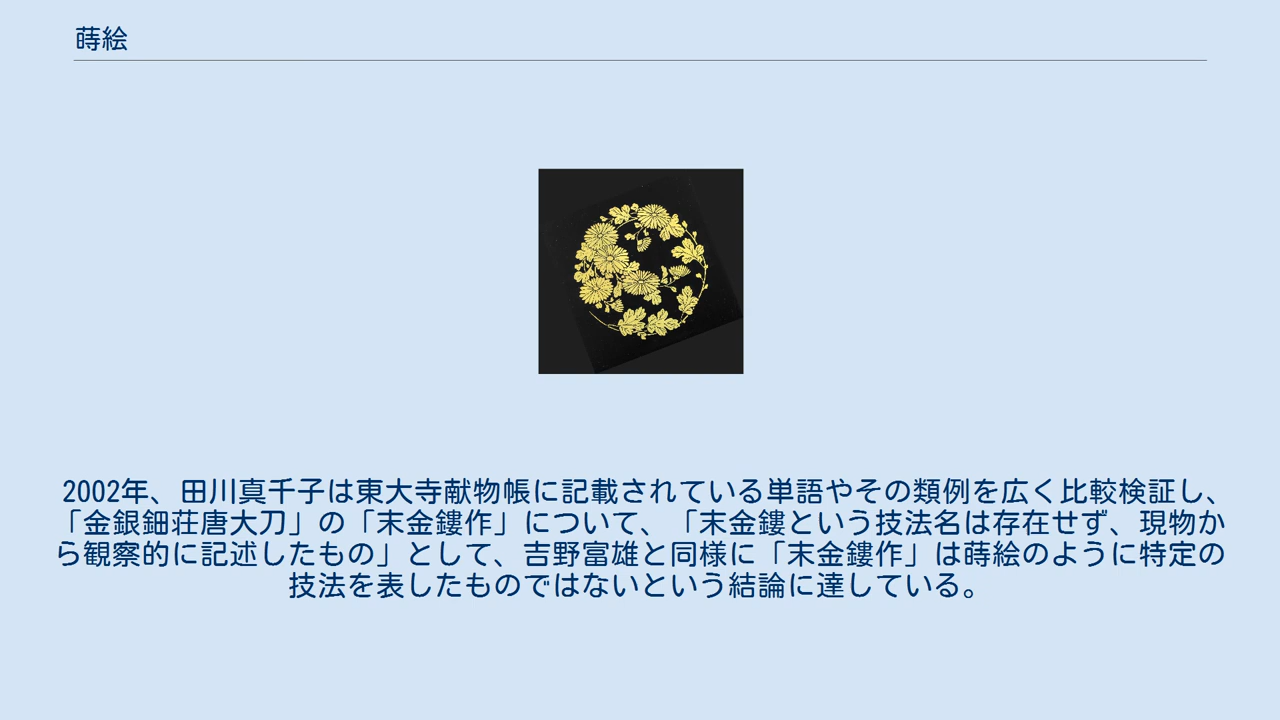 蒔絵
2002年、田川真千子は東大寺献物帳に記載されている単語やその類例を広く比較検証し、
「金銀鈿荘唐大刀」の「末金鏤作」について、「末金鏤という技法名は存在せず、現物か
ら観察的に記述したもの」として、吉野富雄と同様に「末金鏤作」は蒔絵のように特定の
技法を表したものではないという結論に達している。